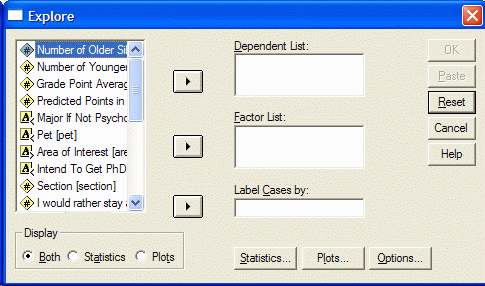 Explore
Number of Older Si
Number of Younger
Grade Point Averag
Predicted Points in
Major If Not Psycho
Pet [pet]
Area of Interest [are
Intend To Get PhD
Section [section]
I would rather stay a
Dependent List:
Factor List:
Label Cases by:
OK
Paste
Reset
Cancel
Help
Display
Both Statistics Plots
Statistics... Plots... Options...